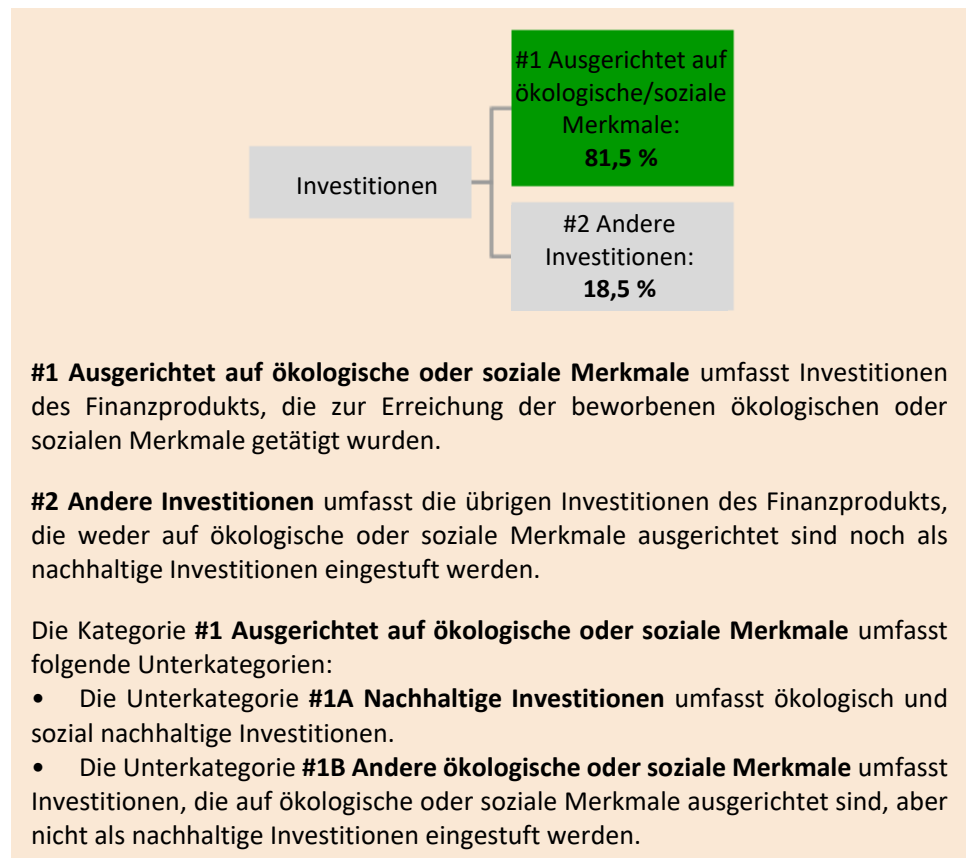 #1 Ausgerichtet auf
ökologische/soziale
Merkmale:
81,5 %
Investitionen
#2 Andere
Investitionen:
18,5 %
#1 Ausgerichtet auf ökologische oder soziale Merkmale umfasst Investitionen
des Finanzprodukts, die zur Erreichung der beworbenen ökologischen oder
sozialen Merkmale getätigt wurden.
#2 Andere Investitionen umfasst die übrigen Investitionen des Finanzprodukts,
die weder auf ökologische oder soziale Merkmale ausgerichtet sind noch als
nachhaltige Investitionen eingestuft werden.
Die Kategorie #1 Ausgerichtet auf ökologische oder soziale Merkmale umfasst
folgende Unterkategorien:
• Die Unterkategorie #1A Nachhaltige Investitionen umfasst ökologisch und
sozial nachhaltige Investitionen.
• Die Unterkategorie #1B Andere ökologische oder soziale Merkmale umfasst
Investitionen, die auf ökologische oder soziale Merkmale ausgerichtet sind, aber
nicht als nachhaltige Investitionen eingestuft werden.